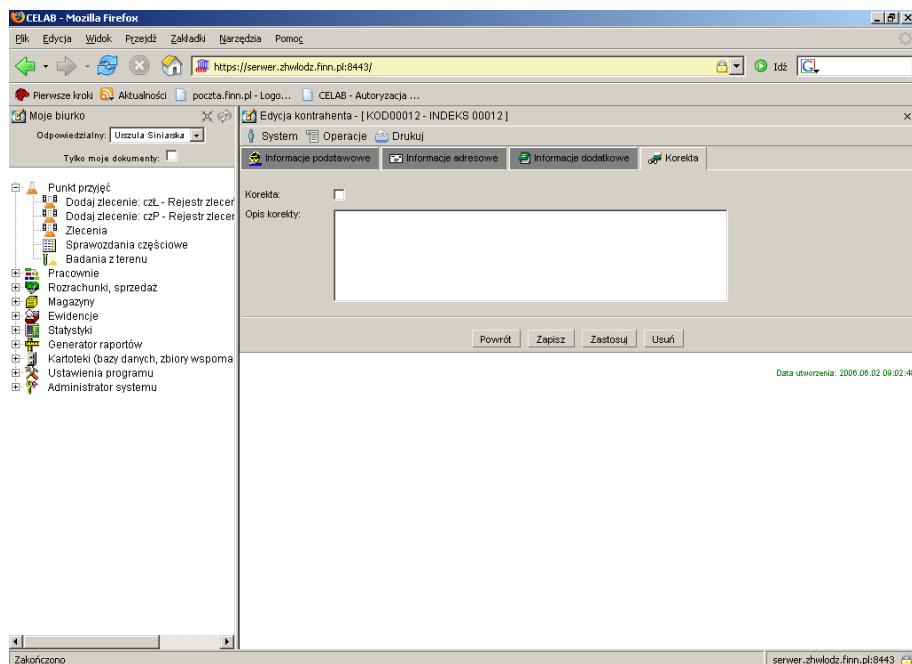 CELAB - Mozilla Firefox
Plik Edycja Widok Przejdź Zakładki Narzędzia Pomoc
https://serwer.zhwlodz.finn.pl:8443/ Idź G
Pierwsze kroki Aktualności poczta.finn.pl - Logo... CELAB - Autoryzacja ...
Moje biurko
Odpowiedzialny: Urszula Siniarska
Tylko moje dokumenty:
Punkt przyjęć
Dodaj zlecenie: czŁ - Rejestr zleceń
Dodaj zlecenie: czP - Rejestr zlecer
Zlecenia
Sprawozdania częściowe
Badania z terenu
Pracownie
Rozrachunki, sprzedaż
Magazyny
Ewidencje
Statystyki
Generator raportów
Kartoteki (bazy danych, zbiory wspoma
Ustawienia programu
Administrator systemu
Edycja kontrahenta - [ KOD00012 - INDEKS 00012 ]
System Operacje Drukuj
Informacje podstawowe Informacje adresowe Informacje dodatkowe Korekta
Korekta:
Opis korekty:
Powrót Zapisz Zastosuj Usuń
Data utworzenia: 2006.06.02 09:02:48
Zakończono serwer.zhwlodz.finn.pl:8443